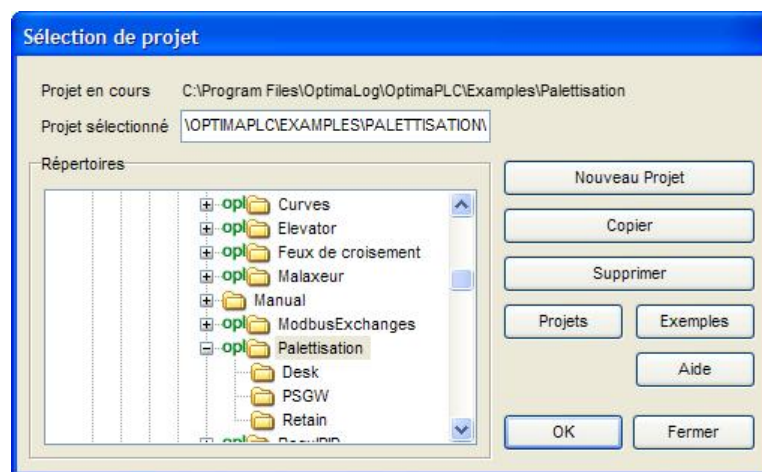 Sélection de projet
Projet en cours C:\Program Files\OptimaLog\OptimaPLC\Examples\Palettisation
Projet sélectionné \OPTIMAPLC\EXAMPLES\PALETTISATION\
Répertoires
Nouveau Projet
opl Curves
Copier
opl Elevator
opl Feux de croisement
Supprimer
opl Malaxeur
Manual
Projets Exemples
opl ModbusExchanges
opl Palettisation
Aide
Desk
PSGW
Retain
OK Fermer